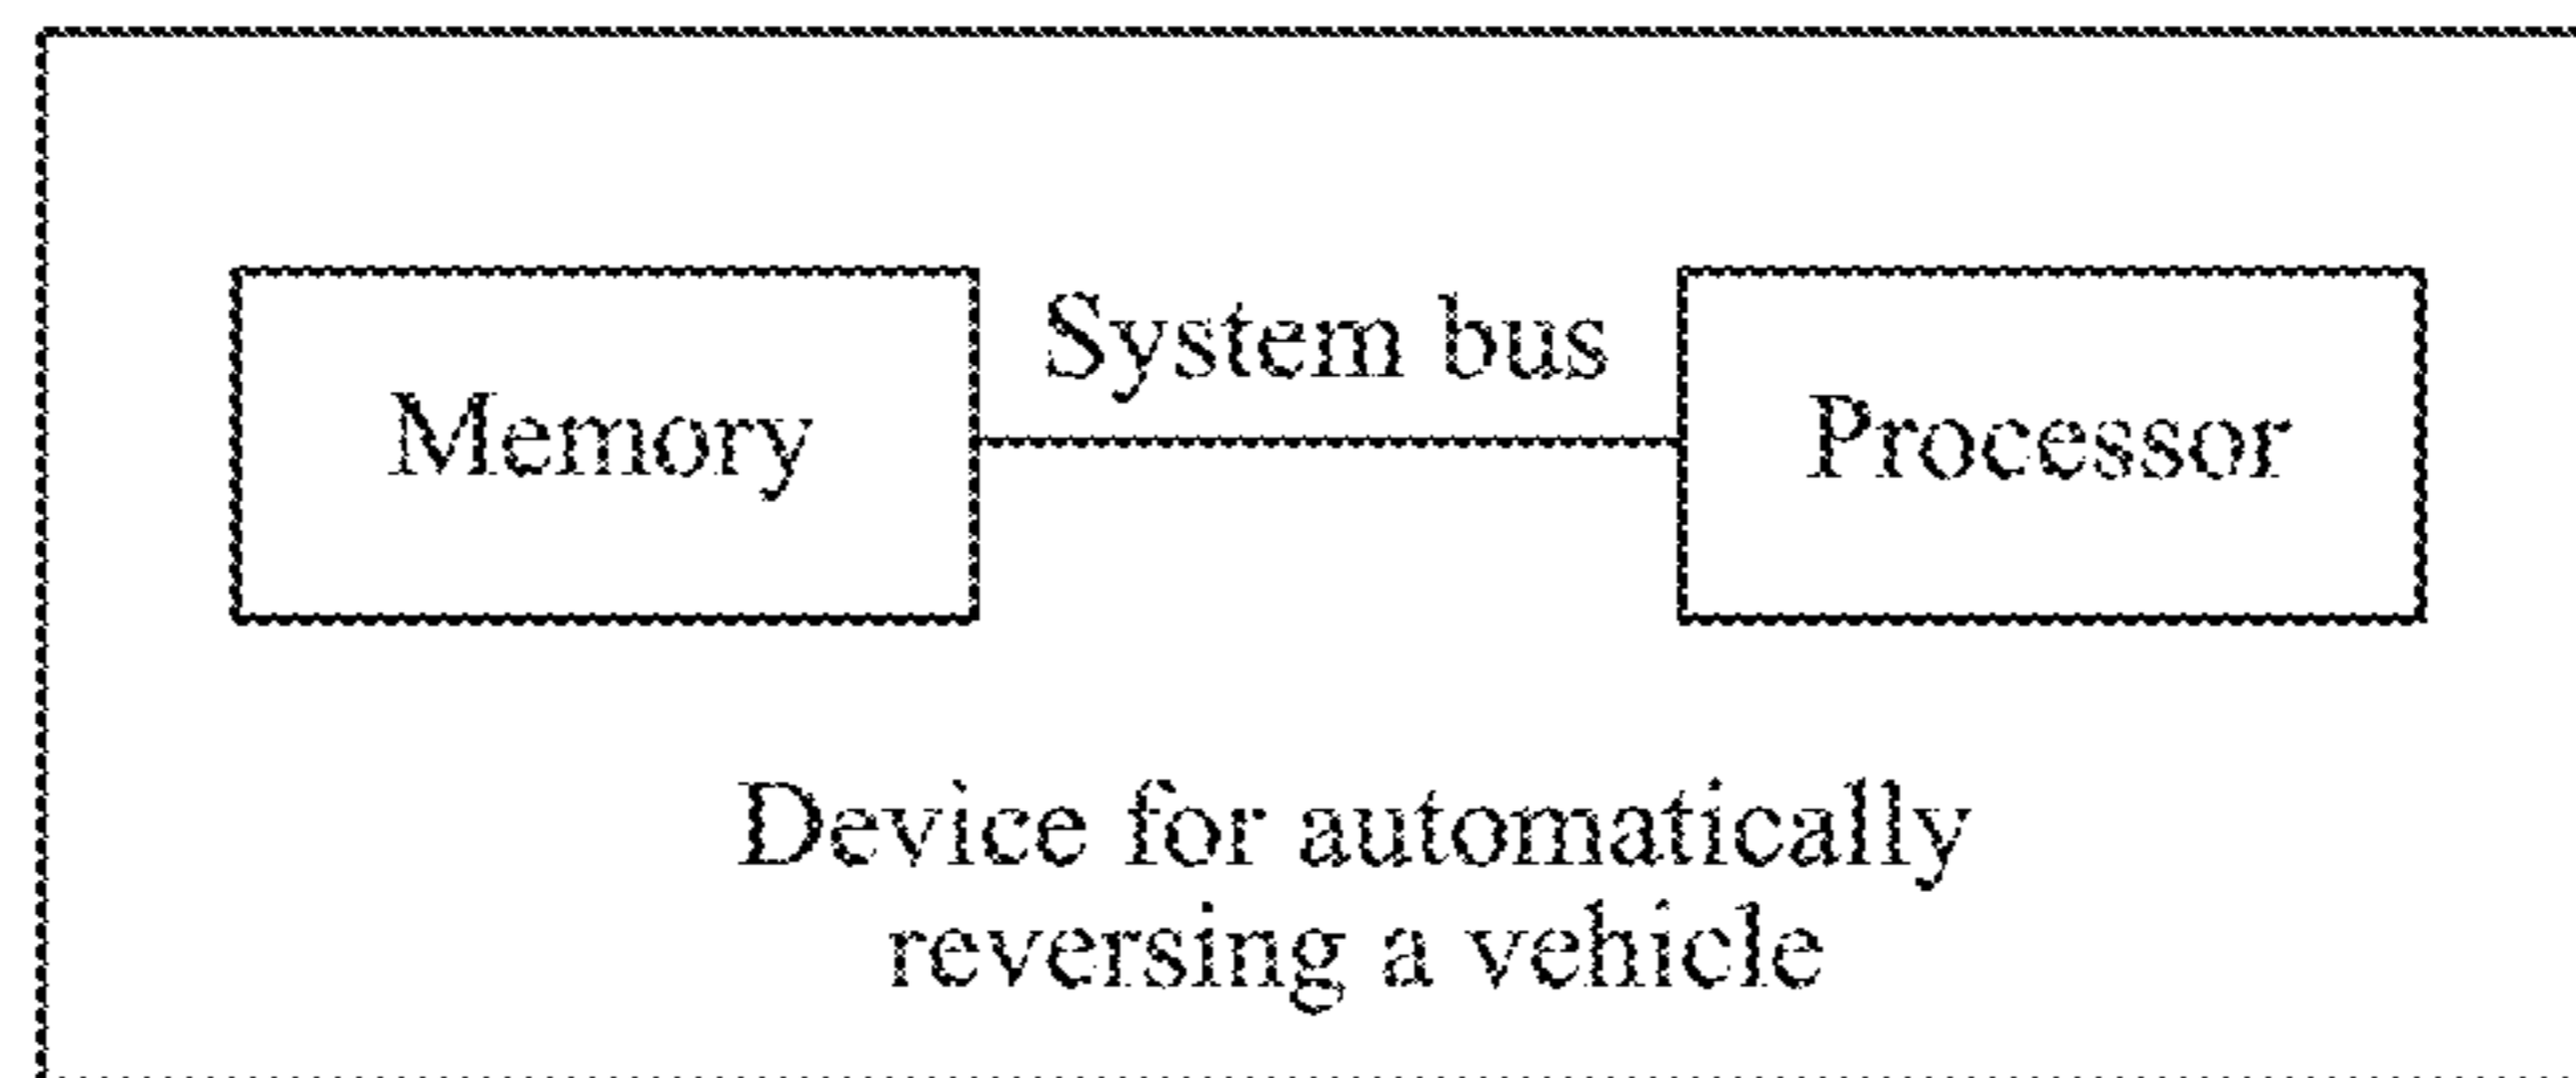 System bus
Memory
Processor
Device for automatically
reversing a vehicle